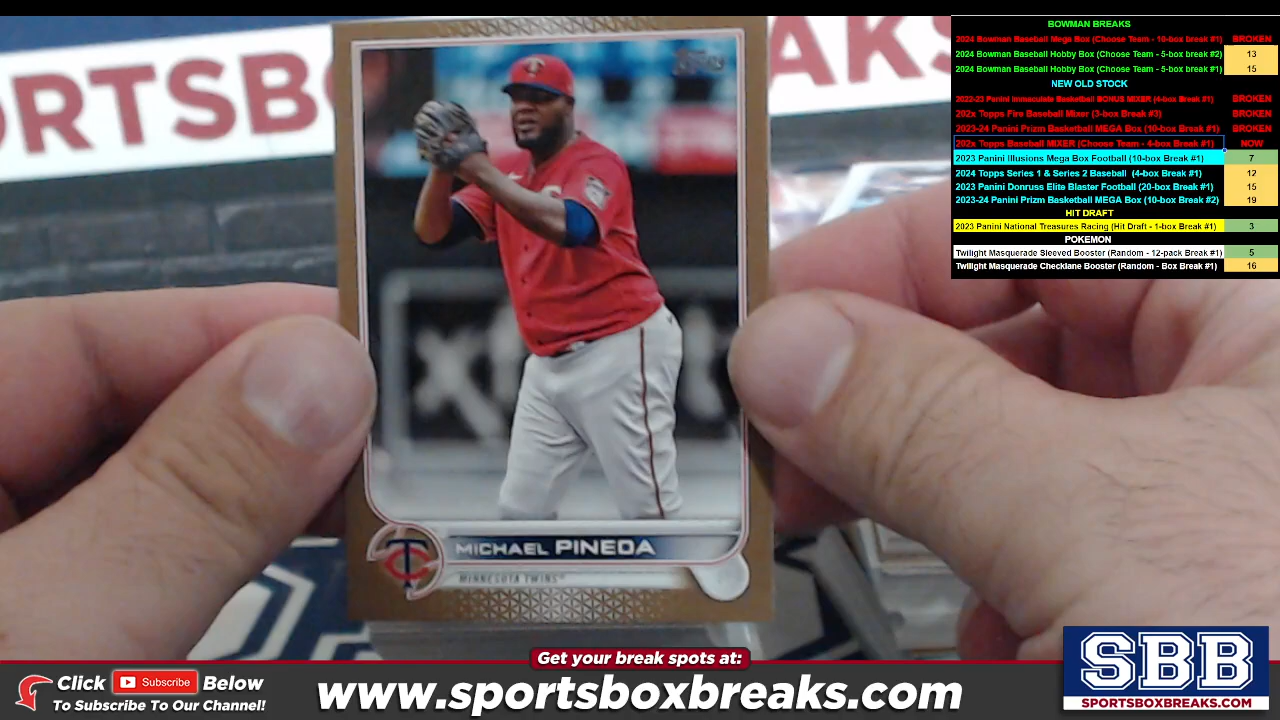 SPORTSB
AKS
ORTSB
Topps
xf
MICHAEL PINEDA
MINNESOTA TWINS
TC
BOWMAN BREAKS
2024 Bowman Baseball Mega Box (Choose Team - 10-box break #1) BROKEN
2024 Bowman Baseball Hobby Box (Choose Team - 5-box break #2) 13
2024 Bowman Baseball Hobby Box (Choose Team - 5-box break #1) 15
NEW OLD STOCK
2022-23 Panini Immaculate Basketball BONUS MIXER (4-box Break #1) BROKEN
202x Topps Fire Baseball Mixer (3-box Break #3) BROKEN
2023-24 Panini Prizm Basketball MEGA Box (10-box Break #1) BROKEN
202x Topps Baseball MIXER (Choose Team - 4-box Break #1) NOW
2023 Panini Illusions Mega Box Football (10-box Break #1) 7
2024 Topps Series 1 & Series 2 Baseball (4-box Break #1) 12
2023 Panini Donruss Elite Blaster Football (20-box Break #1) 15
2023-24 Panini Prizm Basketball MEGA Box (10-box Break #2) 19
HIT DRAFT
2023 Panini National Treasures Racing (Hit Draft - 1-box Break #1) 3
POKEMON
Twilight Masquerade Sleeved Booster (Random - 12-pack Break #1) 5
Twilight Masquerade Checklane Booster (Random - Box Break #1) 16
Get your break spots at:
Click Subscribe Below
To Subscribe To Our Channel!
www.sportsboxbreaks.com
SBB
SPORTSBOXBREAKS.COM